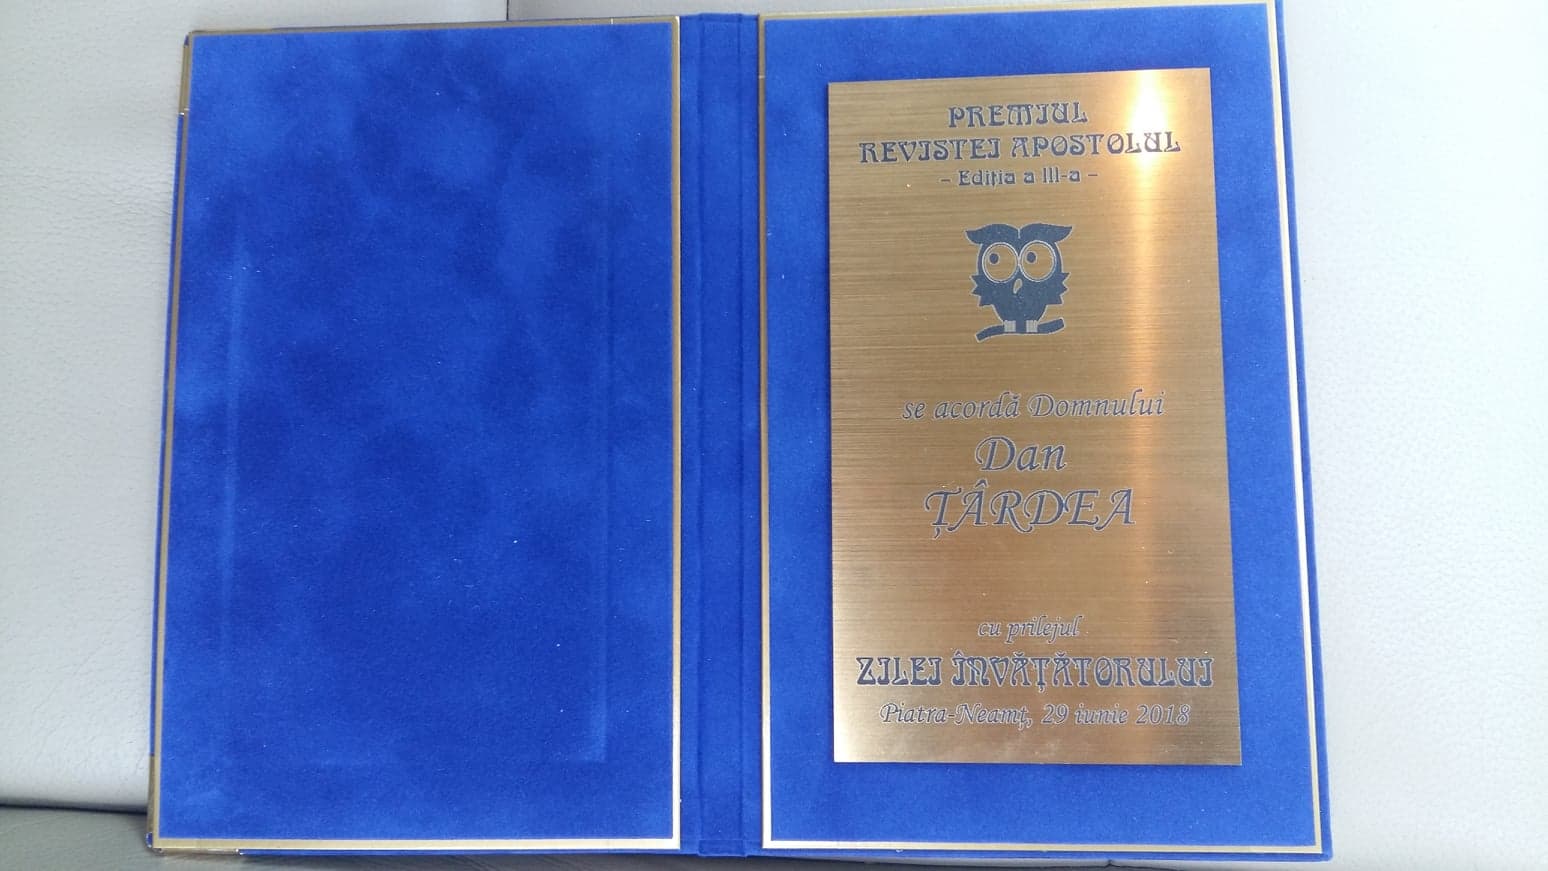 PREMIUL
REVISTEI APOSTOLUL
– Ediția a III-a –
se acordă Domnului
Dan
ȚÂRDEA
cu prilejul
ZILEI ÎNVĂȚĂTORULUI
Piatra-Neamț, 29 iunie 2018